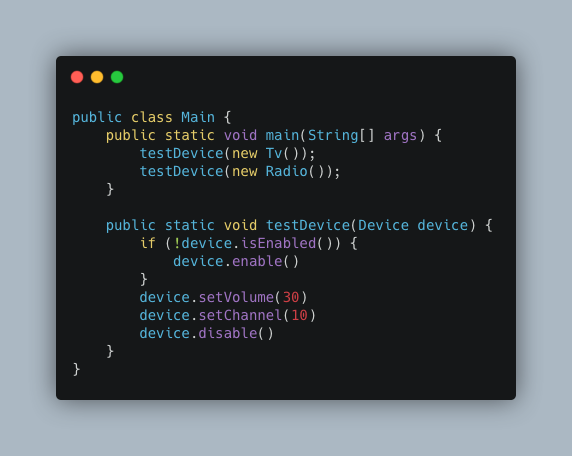 public class Main {
    public static void main(String[] args) {
        testDevice(new Tv());
        testDevice(new Radio());
    }

    public static void testDevice(Device device) {
        if (!device.isEnabled()) {
            device.enable()
        }
        device.setVolume(30)
        device.setChannel(10)
        device.disable()
    }
}